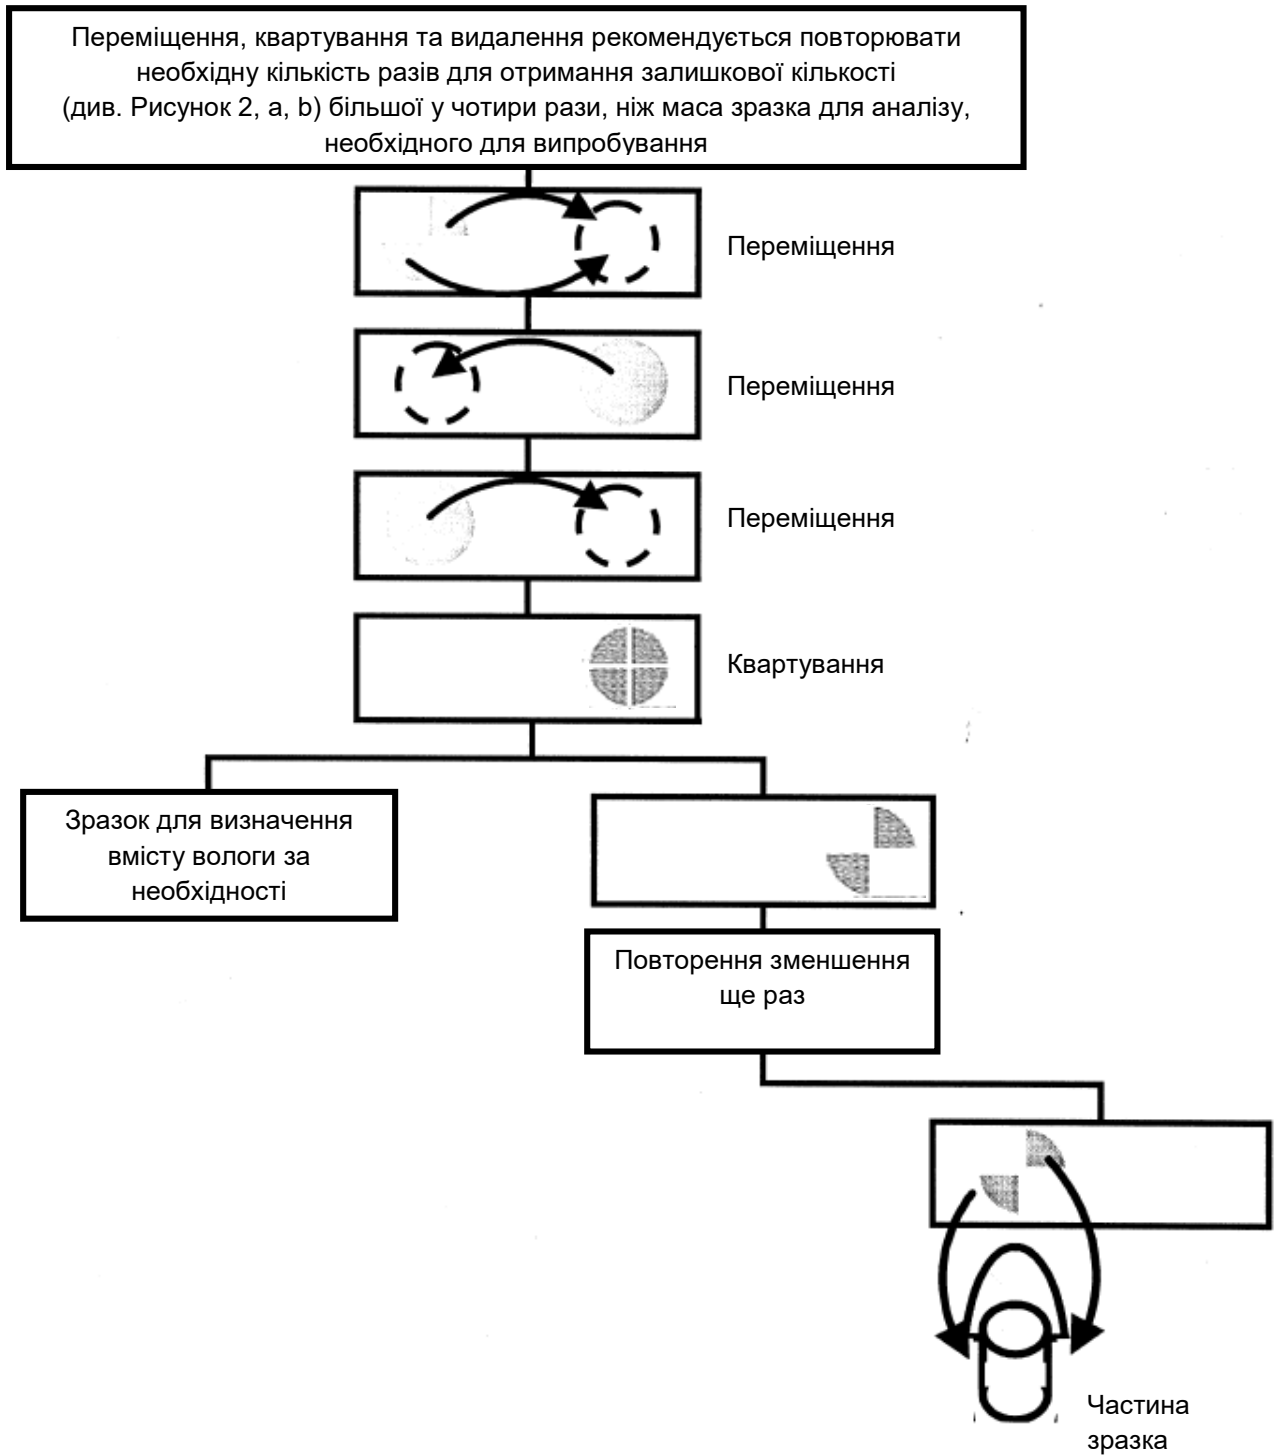 Переміщення, квартування та видалення рекомендується повторювати
необхідну кількість разів для отримання залишкової кількості
(див. Рисунок 2, a, b) більшої у чотири рази, ніж маса зразка для аналізу,
необхідного для випробування
Переміщення
Переміщення
Переміщення
Квартування
Зразок для визначення
вмісту вологи за
необхідності
Повторення зменшення
ще раз
Частина
зразка